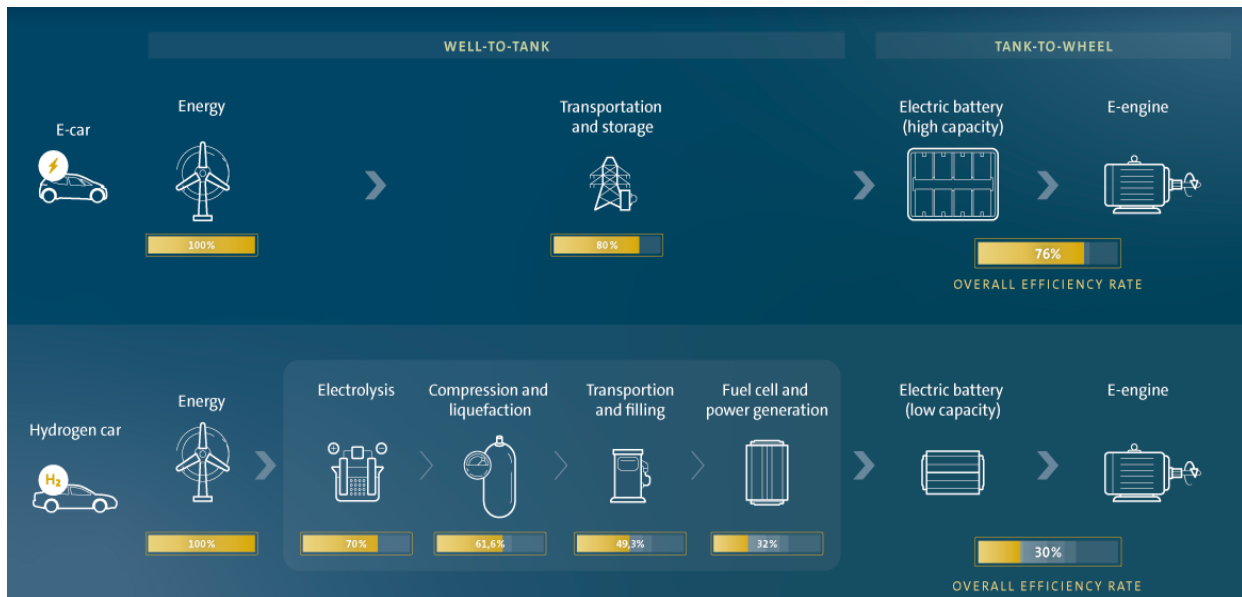 WELL-TO-TANK
TANK-TO-WHEEL
E-car
Energy
100%
Transportation
and storage
80%
Electric battery
(high capacity)
E-engine
76%
OVERALL EFFICIENCY RATE
Hydrogen car
H₂
Energy
100%
Electrolysis
70%
Compression and
liquefaction
61,6%
Transportion
and filling
49,3%
Fuel cell and
power generation
32%
Electric battery
(low capacity)
E-engine
30%
OVERALL EFFICIENCY RATE